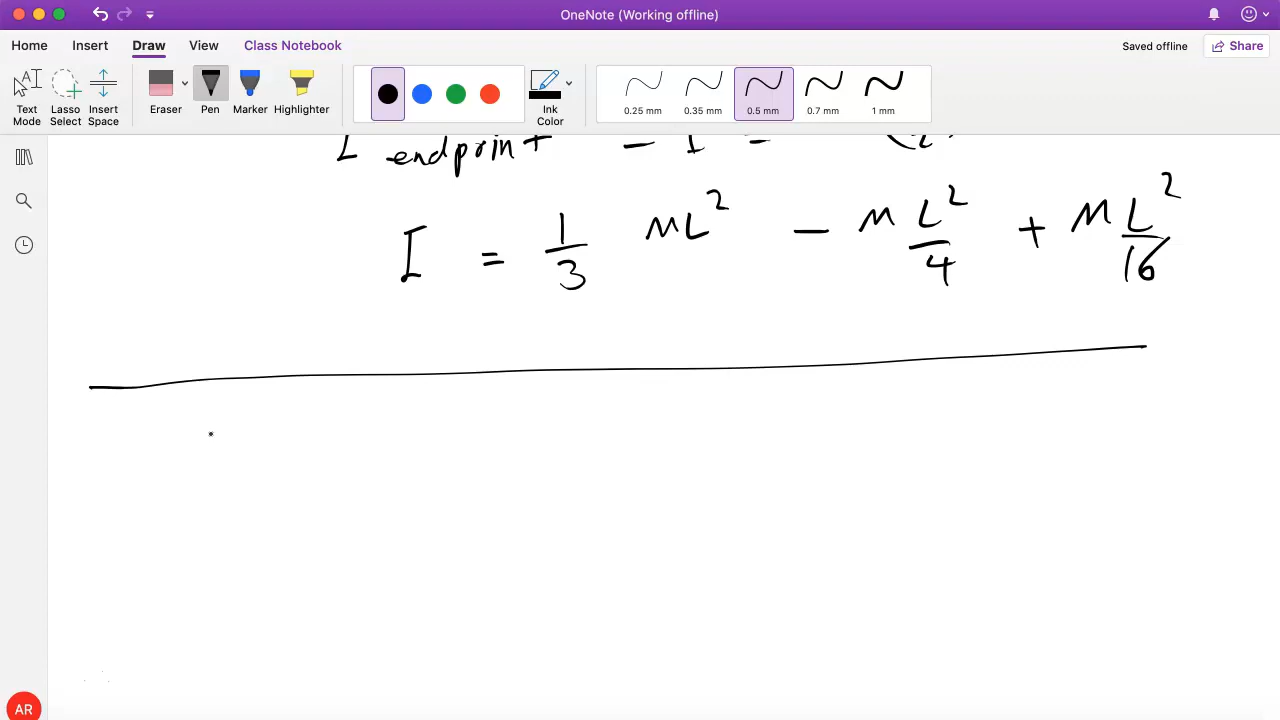 OneNote (Working offline)
Home Insert Draw View Class Notebook Saved offline Share
Text Mode Lasso Select Insert Space Eraser Pen Marker Highlighter Ink Color 0.25 mm 0.35 mm 0.5 mm 0.7 mm 1 mm
I endpoint - I =
I = 1/3 ML² - M L²/4 + M L²/16
AR